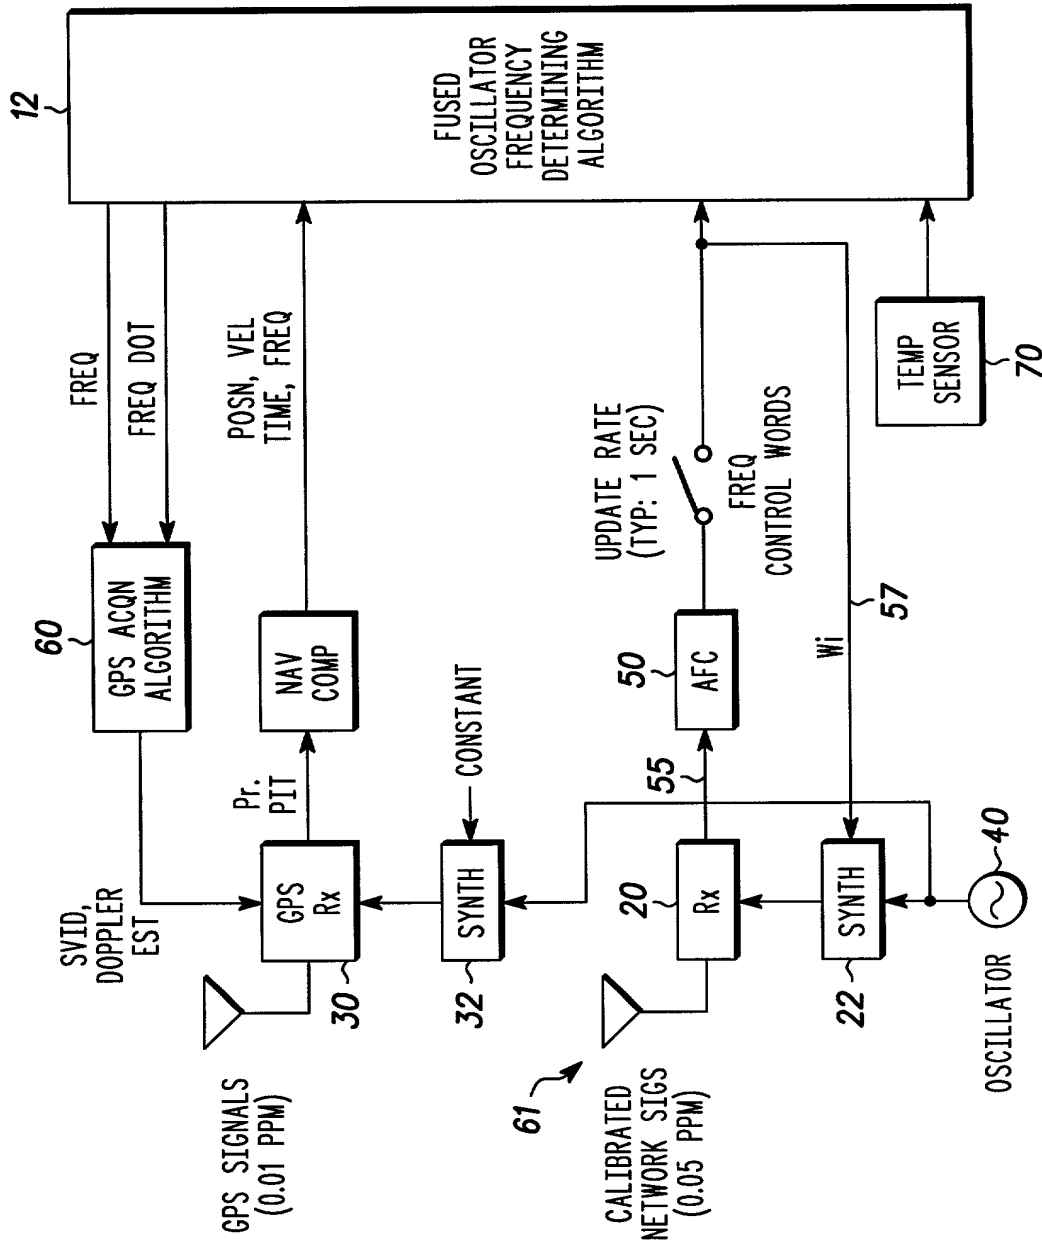 12
FUSED
OSCILLATOR
FREQUENCY
DETERMINING
ALGORITHM
FREQ
FREQ DOT
POSN, VEL
TIME, FREQ
60
GPS ACQN
ALGORITHM
NAV
COMP
SVID,
DOPPLER
EST
Pr.
PIT
GPS
Rx
30
GPS SIGNALS
(0.01 PPM)
SYNTH
32
CONSTANT
UPDATE RATE
(TYP: 1 SEC)
FREQ
CONTROL WORDS
50
AFC
55
20
Rx
61
CALIBRATED
NETWORK SIGS
(0.05 PPM)
Wi
57
SYNTH
22
40
OSCILLATOR
TEMP
SENSOR
70